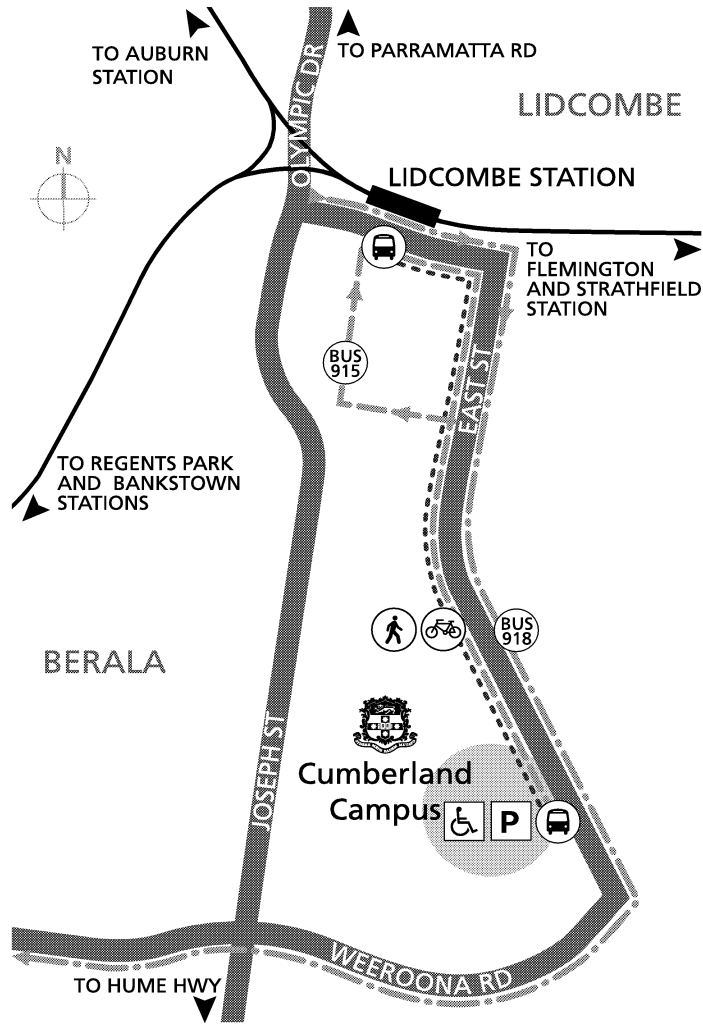 TO AUBURN
STATION
TO PARRAMATTA RD
OLYMPIC DR
LIDCOMBE
N
LIDCOMBE STATION
TO
FLEMINGTON
AND STRATHFIELD
STATION
BUS
915
EAST ST
TO REGENTS PARK
AND BANKSTOWN
STATIONS
BUS
918
BERALA
JOSEPH ST
Cumberland
Campus
P
WEEROONA RD
TO HUME HWY